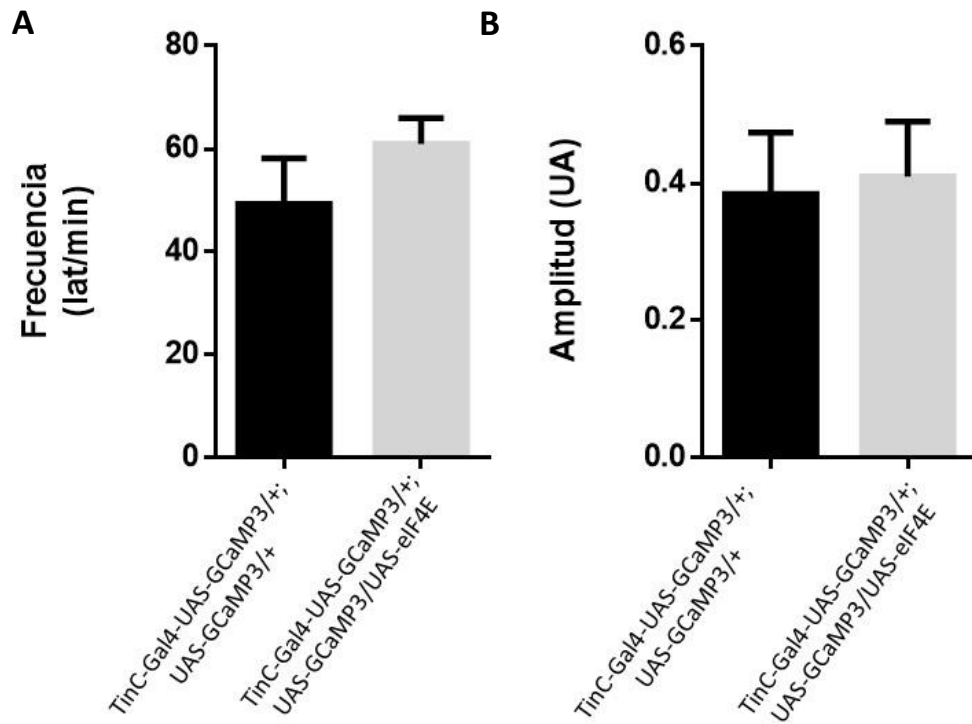 A
Frecuencia
(lat/min)
80
60
40
20
0
TinC-Gal4-UAS-GCaMP3/+;
UAS-GCaMP3/+
TinC-Gal4-UAS-GCaMP3/+;
UAS-GCaMP3/UAS-eIF4E
B
Amplitud (UA)
0.6
0.4
0.2
0.0
TinC-Gal4-UAS-GCaMP3/+;
UAS-GCaMP3/+
TinC-Gal4-UAS-GCaMP3/+;
UAS-GCaMP3/UAS-eIF4E